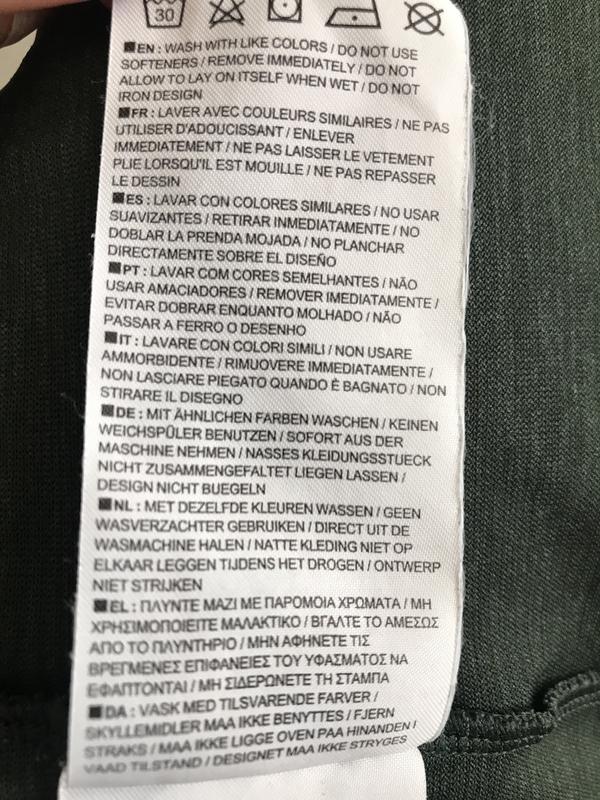 30
EN : WASH WITH LIKE COLORS / DO NOT USE
SOFTENERS / REMOVE IMMEDIATELY / DO NOT
ALLOW TO LAY ON ITSELF WHEN WET / DO NOT
IRON DESIGN
FR : LAVER AVEC COULEURS SIMILAIRES / NE PAS
UTILISER D'ADOUCISSANT / ENLEVER
IMMEDIATEMENT / NE PAS LAISSER LE VETEMENT
PLIE LORSQU'IL EST MOUILLE / NE PAS REPASSER
LE DESSIN
ES : LAVAR CON COLORES SIMILARES / NO USAR
SUAVIZANTES / RETIRAR INMEDIATAMENTE / NO
DOBLAR LA PRENDA MOJADA / NO PLANCHAR
DIRECTAMENTE SOBRE EL DISEÑO
PT : LAVAR COM CORES SEMELHANTES / NÃO
USAR AMACIADORES / REMOVER IMEDIATAMENTE /
EVITAR DOBRAR ENQUANTO MOLHADO / NÃO
PASSAR A FERRO O DESENHO
IT : LAVARE CON COLORI SIMILI / NON USARE
AMMORBIDENTE / RIMUOVERE IMMEDIATAMENTE /
NON LASCIARE PIEGATO QUANDO È BAGNATO / NON
STIRARE IL DISEGNO
DE : MIT ÄHNLICHEN FARBEN WASCHEN / KEINEN
WEICHSPÜLER BENUTZEN / SOFORT AUS DER
MASCHINE NEHMEN / NASSES KLEIDUNGSSTUECK
NICHT ZUSAMMENGEFALTET LIEGEN LASSEN /
DESIGN NICHT BUEGELN
NL : MET DEZELFDE KLEUREN WASSEN / GEEN
WASVERZACHTER GEBRUIKEN / DIRECT UIT DE
WASMACHINE HALEN / NATTE KLEDING NIET OP
ELKAAR LEGGEN TIJDENS HET DROGEN / ONTWERP
NIET STRIJKEN
EL : ΠΛΥΝΤΕ ΜΑΖΙ ΜΕ ΠΑΡΟΜΟΙΑ ΧΡΩΜΑΤΑ / ΜΗ
ΧΡΗΣΙΜΟΠΟΙΕΙΤΕ ΜΑΛΑΚΤΙΚΟ / ΒΓΑΛΤΕ ΤΟ ΑΜΕΣΩΣ
ΑΠΟ ΤΟ ΠΛΥΝΤΗΡΙΟ / ΜΗΝ ΑΦΗΝΕΤΕ ΤΙΣ
ΒΡΕΓΜΕΝΕΣ ΕΠΙΦΑΝΕΙΕΣ ΤΟΥ ΥΦΑΣΜΑΤΟΣ ΝΑ
ΕΦΑΠΤΟΝΤΑΙ / ΜΗ ΣΙΔΕΡΩΝΕΤΕ ΤΗ ΣΤΑΜΠΑ
DA : VASK MED TILSVARENDE FARVER /
SKYLLEMIDLER MAA IKKE BENYTTES / FJERN
STRAKS / MAA IKKE LIGGE OVEN PAA HINANDEN I
VAAD TILSTAND / DESIGNET MAA IKKE STRYGES